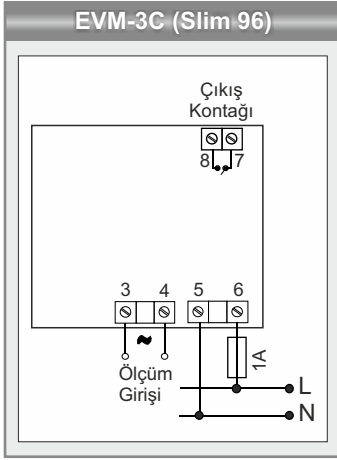 EVM-3C (Slim 96)
Çıkış
Kontağı
8 7
3 4 5 6
~
1A
Ölçüm
Girişi
L
N